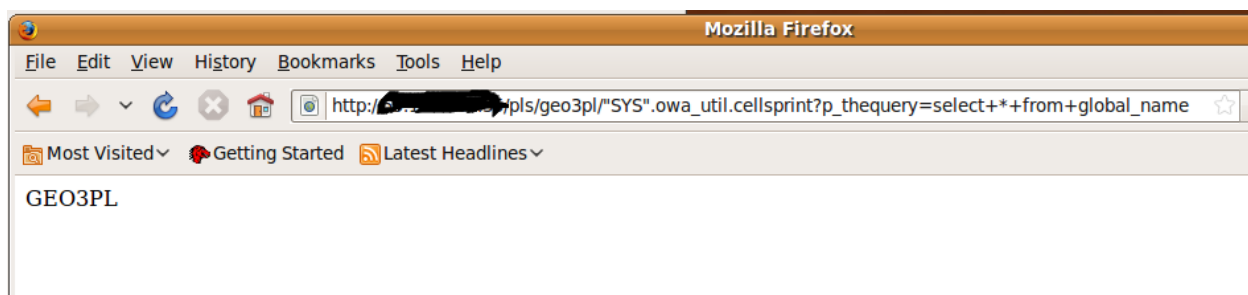 Mozilla Firefox
File Edit View History Bookmarks Tools Help
http:/ /pls/geo3pl/"SYS".owa_util.cellsprint?p_thequery=select+*+from+global_name
Most Visited Getting Started Latest Headlines
GEO3PL